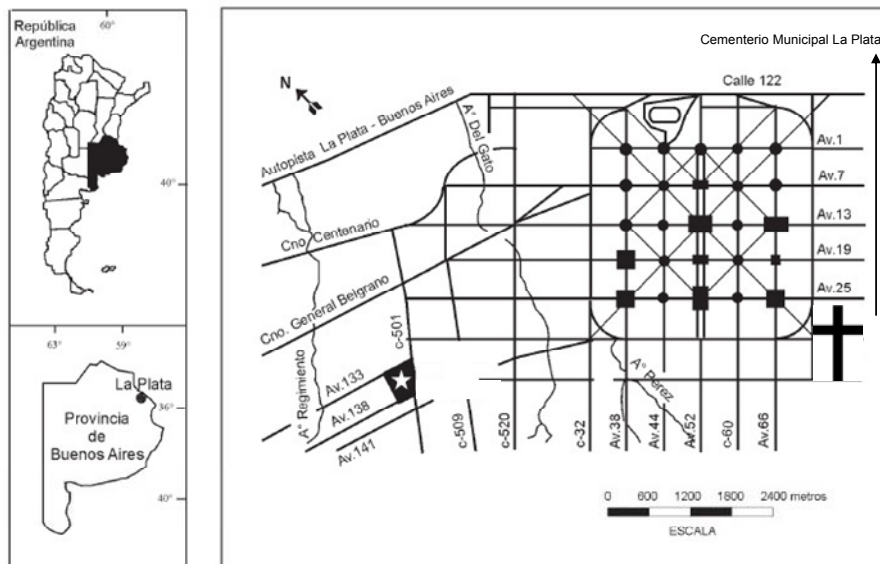 República
Argentina
60°
40°
63°
59°
La Plata
Provincia
de
Buenos Aires
36°
40°
Cementerio Municipal La Plata
N
Calle 122
Autopista La Plata - Buenos Aires
A° Del Gato
Av.1
Av.7
Av.13
Av.19
Av.25
Cno. Centenario
Cno. General Belgrano
c-501
A° Regimiento
Av.133
Av.138
Av.141
c-509
c-520
c-32
Av.38
Av.44
Av.52
c-60
Av.66
A° Pérez
0 600 1200 1800 2400 metros
ESCALA